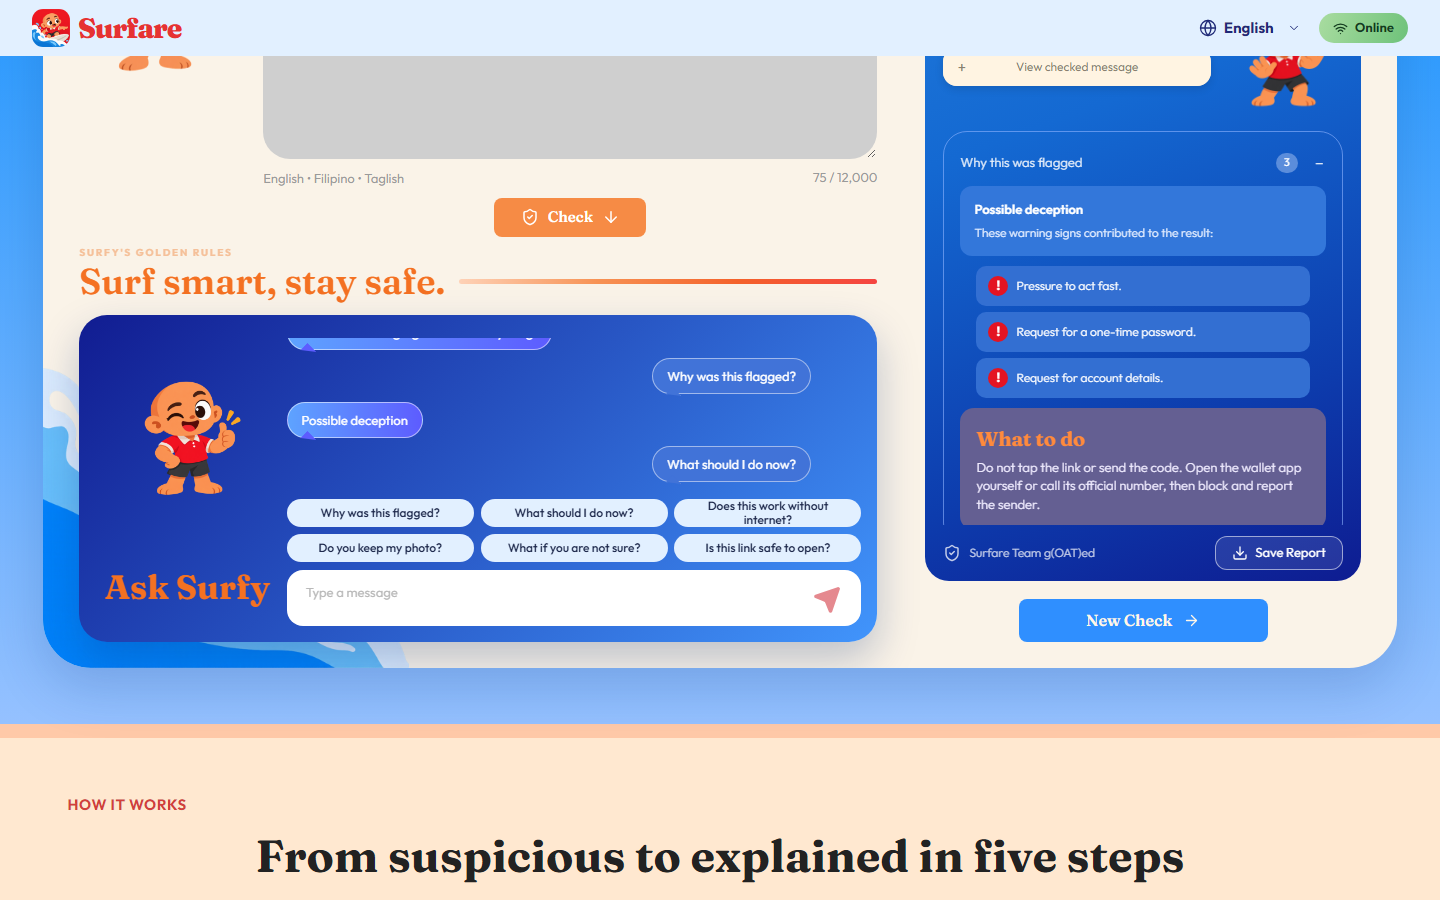 Surfare
English
Online
+ View checked message
English • Filipino • Taglish
75 / 12,000
Check
SURFY'S GOLDEN RULES
Surf smart, stay safe.
Why was this flagged?
Possible deception
What should I do now?
Why was this flagged?
What should I do now?
Does this work without
internet?
Do you keep my photo?
What if you are not sure?
Is this link safe to open?
Ask Surfy
Type a message
Why this was flagged
3
Possible deception
These warning signs contributed to the result:
! Pressure to act fast.
! Request for a one-time password.
! Request for account details.
What to do
Do not tap the link or send the code. Open the wallet app
yourself or call its official number, then block and report
the sender.
Surfare Team g(OAT)ed
Save Report
New Check
HOW IT WORKS
From suspicious to explained in five steps